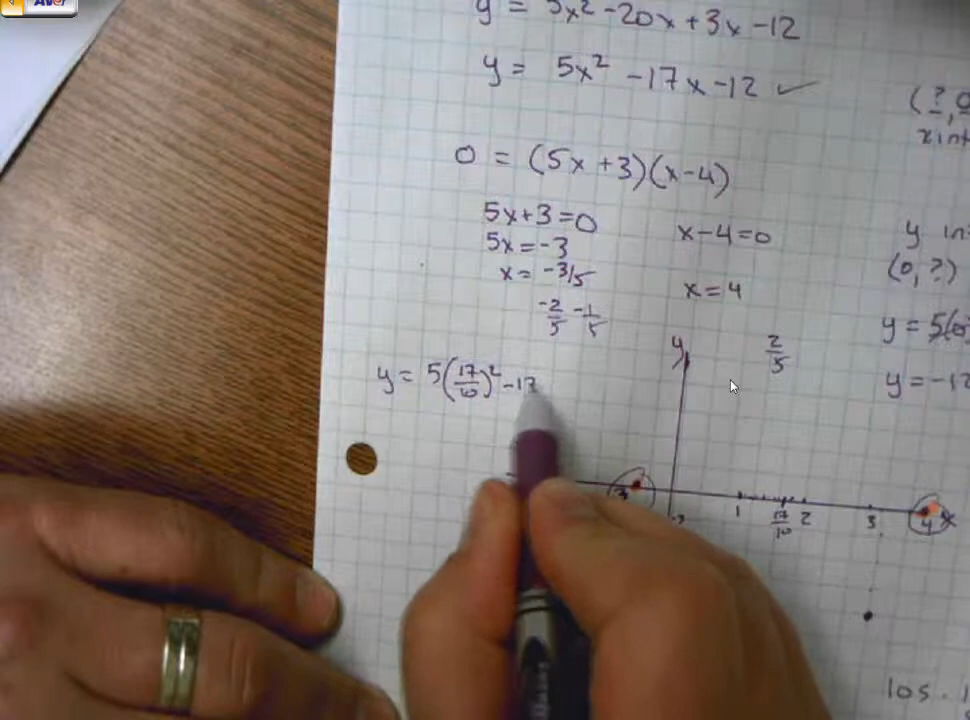 AVer
y = 5x² - 20x + 3x - 12
y = 5x² - 17x - 12 ✓
0 = (5x + 3)(x - 4)
5x + 3 = 0
5x = -3
x = -3/5
x - 4 = 0
x = 4
-2/5 -1/5
y = 5(17/10)² - 17
y
2/5
1 17/10 2 3 4 x
(?, 0
x int
y in
(0, ?)
y = 5(0
y = -12
los.